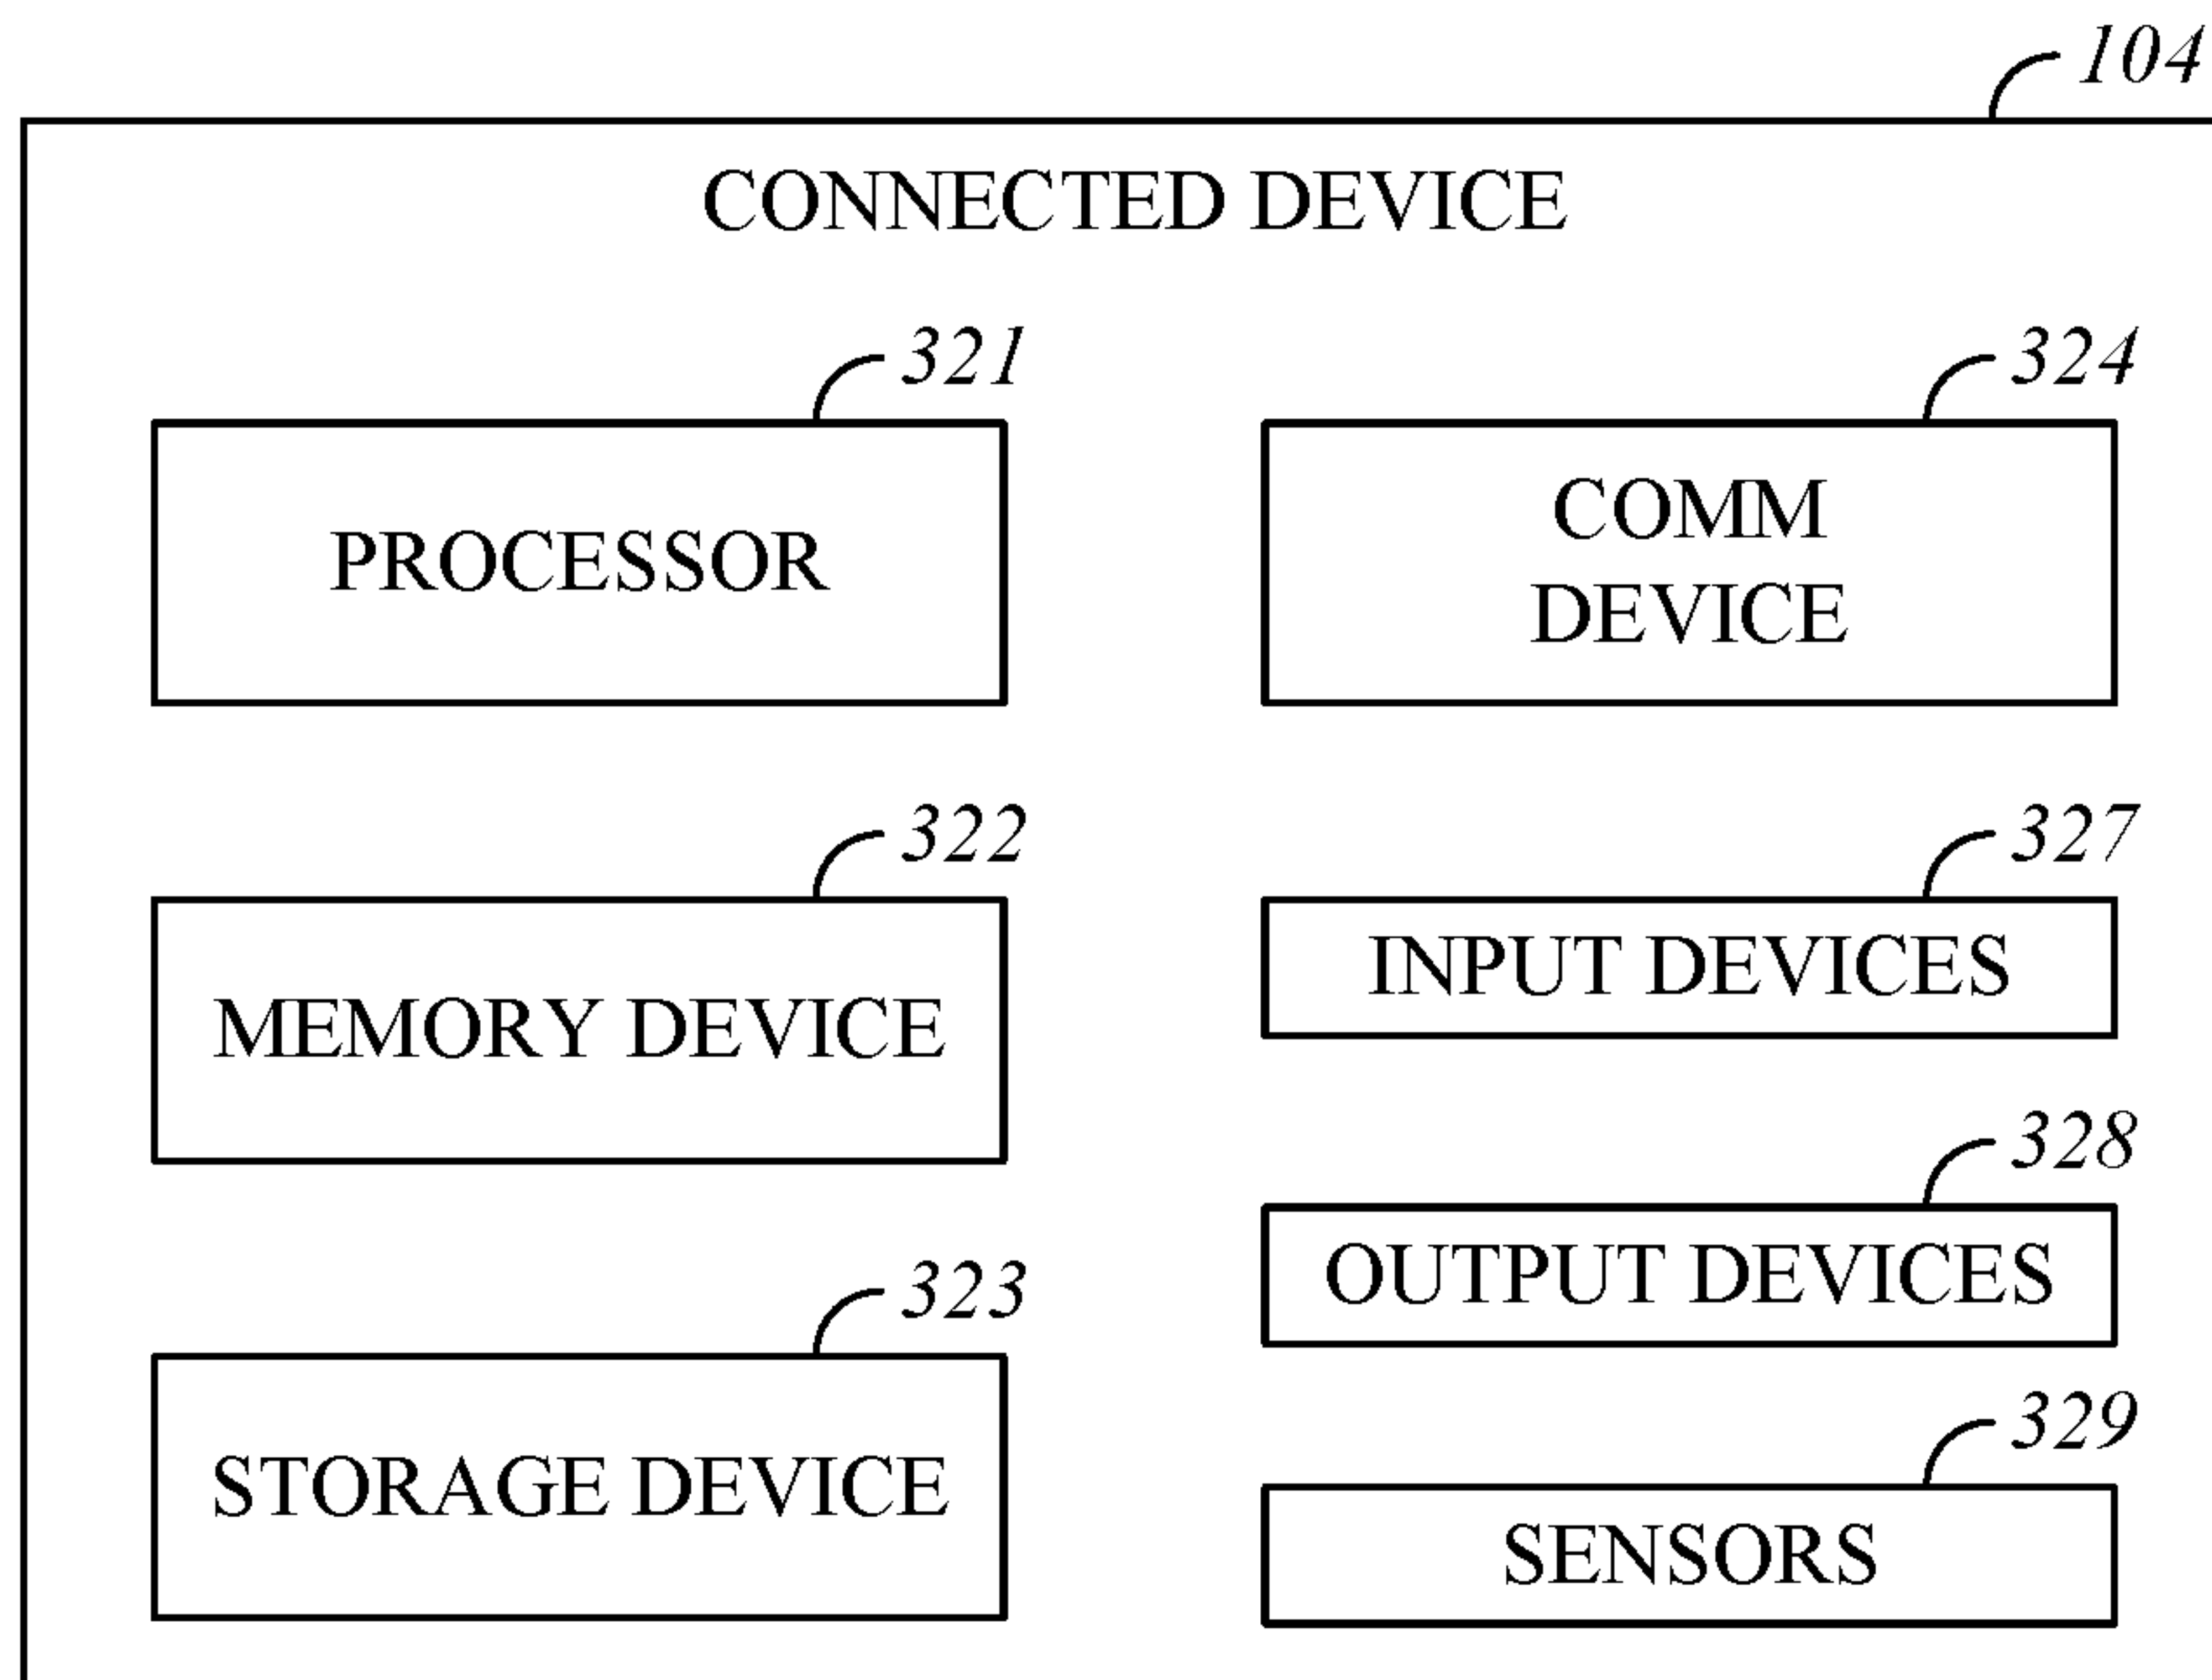 104
CONNECTED DEVICE
321
PROCESSOR
324
COMM
DEVICE
322
MEMORY DEVICE
327
INPUT DEVICES
328
OUTPUT DEVICES
323
STORAGE DEVICE
329
SENSORS